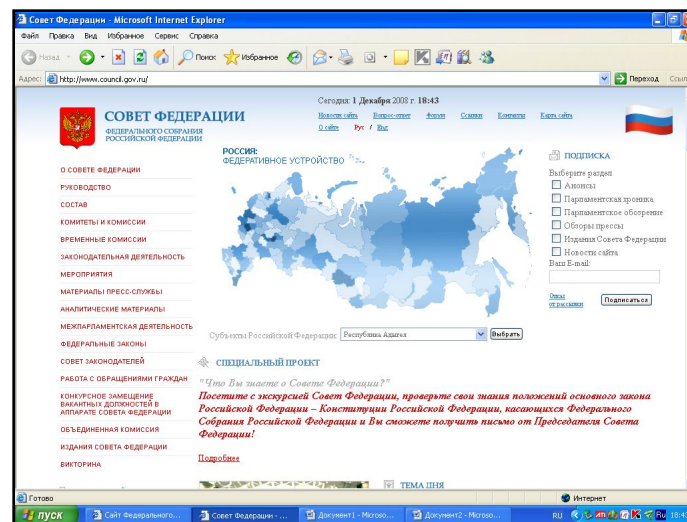 Совет Федерации - Microsoft Internet Explorer
Файл Правка Вид Избранное Сервис Справка
Назад Поиск Избранное
Адрес: http://www.council.gov.ru/ Переход Ссыл
Сегодня: 1 Декабря 2008 г. 18:43
СОВЕТ ФЕДЕРАЦИИ
ФЕДЕРАЛЬНОГО СОБРАНИЯ
РОССИЙСКОЙ ФЕДЕРАЦИИ
Новости сайта Вопрос-ответ Форум Ссылки Контакты Карта сайта
О сайте Рус / Eng
О СОВЕТЕ ФЕДЕРАЦИИ
РУКОВОДСТВО
СОСТАВ
КОМИТЕТЫ И КОМИССИИ
ВРЕМЕННЫЕ КОМИССИИ
ЗАКОНОДАТЕЛЬНАЯ ДЕЯТЕЛЬНОСТЬ
МЕРОПРИЯТИЯ
МАТЕРИАЛЫ ПРЕСС-СЛУЖБЫ
АНАЛИТИЧЕСКИЕ МАТЕРИАЛЫ
МЕЖПАРЛАМЕНТСКАЯ ДЕЯТЕЛЬНОСТЬ
ФЕДЕРАЛЬНЫЕ ЗАКОНЫ
СОВЕТ ЗАКОНОДАТЕЛЕЙ
РАБОТА С ОБРАЩЕНИЯМИ ГРАЖДАН
КОНКУРСНОЕ ЗАМЕЩЕНИЕ
ВАКАНТНЫХ ДОЛЖНОСТЕЙ В
АППАРАТЕ СОВЕТА ФЕДЕРАЦИИ
ОБЪЕДИНЕННАЯ КОМИССИЯ
ИЗДАНИЯ СОВЕТА ФЕДЕРАЦИИ
ВИКТОРИНА
РОССИЯ:
ФЕДЕРАТИВНОЕ УСТРОЙСТВО
Субъекты Российской Федерации: Республика Адыгея Выбрать
СПЕЦИАЛЬНЫЙ ПРОЕКТ
"Что Вы знаете о Совете Федерации?"
Посетите с экскурсией Совет Федерации, проверьте свои знания положений основного закона
Российской Федерации – Конституции Российской Федерации, касающихся Федерального
Собрания Российской Федерации и Вы сможете получить письмо от Председателя Совета
Федерации!
Подробнее
ТЕМА ДНЯ
ПОДПИСКА
Выберите раздел
Анонсы
Парламентская хроника
Парламентское обозрение
Обзоры прессы
Издания Совета Федерации
Новости сайта
Ваш E-mail:
Отказ
от рассылки
Подписаться
Готово Интернет
пуск Сайт Федерального... Совет Федерации - ... Документ1 - Microso... Документ2 - Microso... RU 18:43